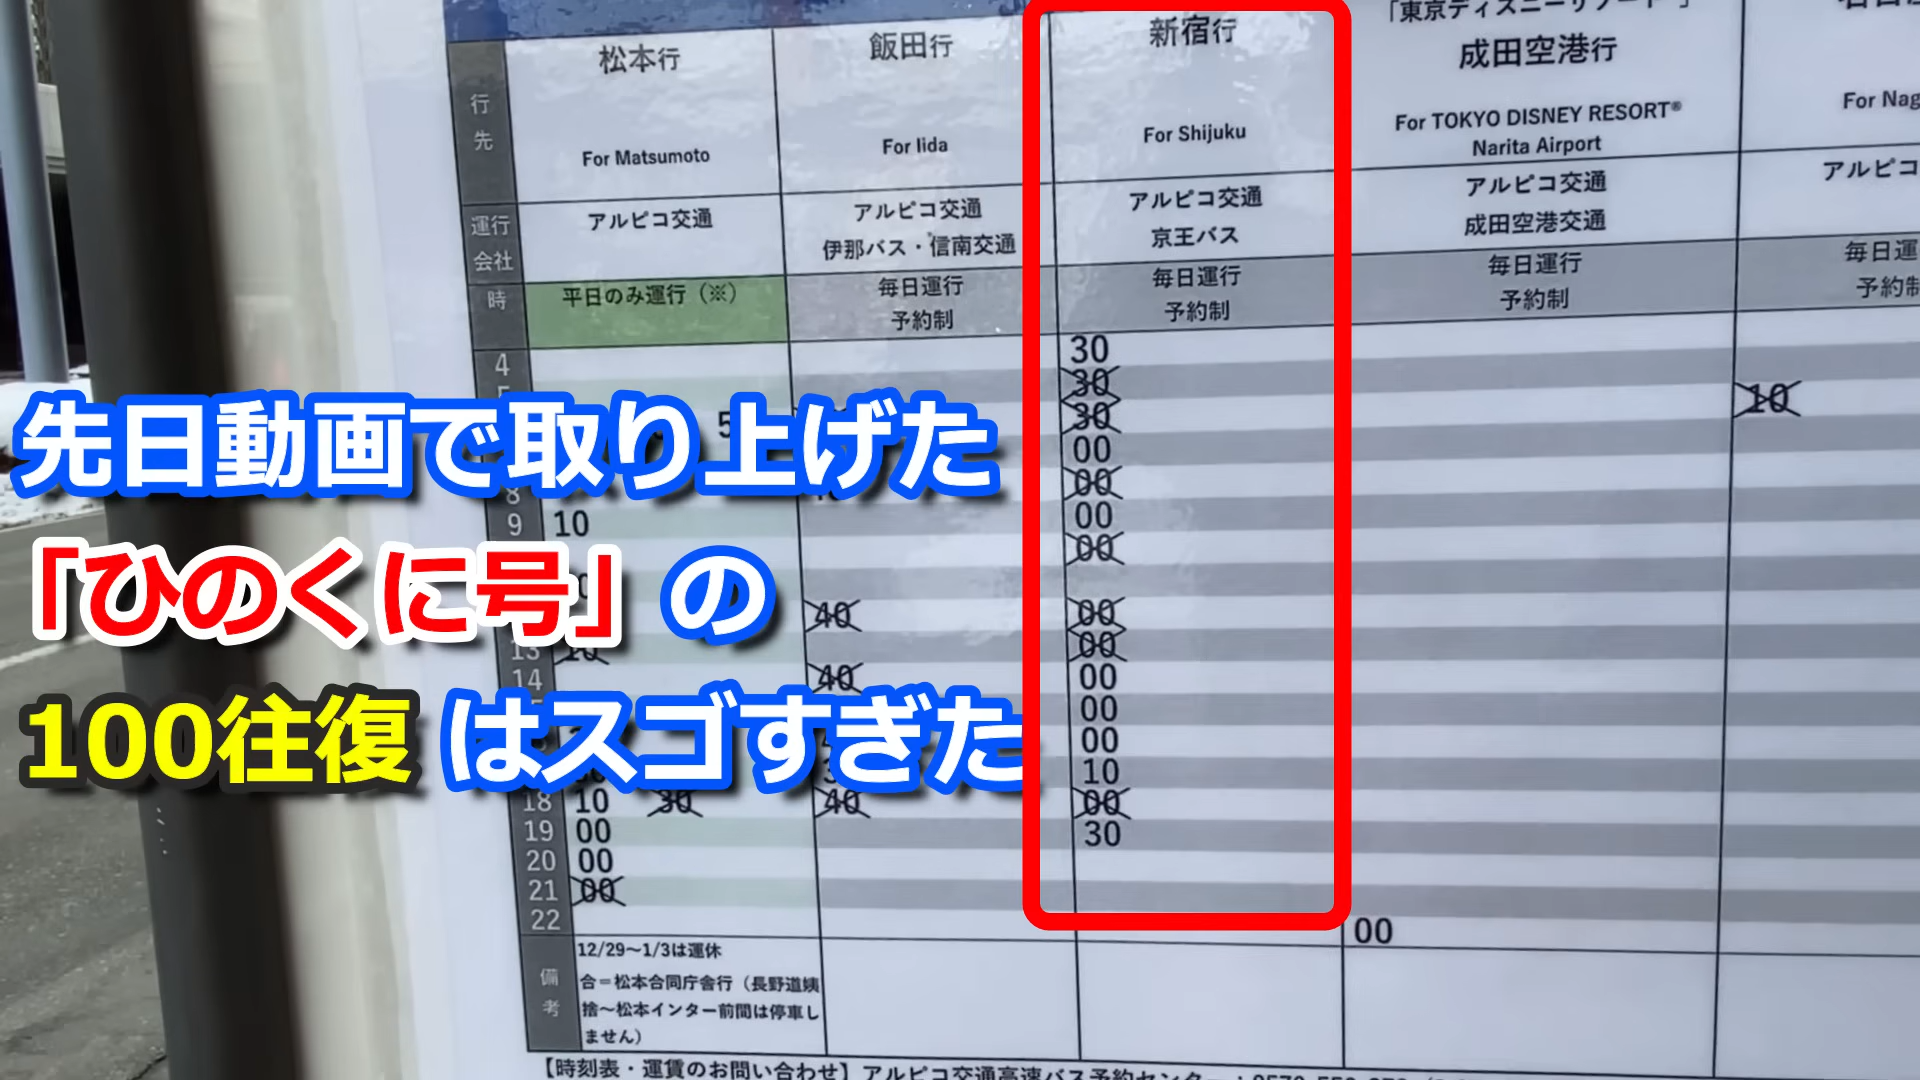 「東京ディズニーリゾート®」
松本行
飯田行
新宿行
成田空港行
行先
For Matsumoto
For Iida
For Shijuku
For TOKYO DISNEY RESORT®
Narita Airport
For Nag
運行会社
アルピコ交通
アルピコ交通
伊那バス・信南交通
アルピコ交通
京王バス
アルピコ交通
成田空港交通
アルピコ
時
平日のみ運行（※）
毎日運行
予約制
毎日運行
予約制
毎日運行
予約制
毎日運
予約制
4 30
30
30 10
00
先日動画で取り上げた
8 00
9 10 00
00
「ひのくに号」の
40 00
13 10 00
14 40 00
00
100往復はスゴすぎた
00
10
18 10 30 40 00
19 00 30
20 00
21 00
22 00
備考
12/29～1/3は運休
合＝松本合同庁舎行（長野道姨
捨～松本インター前間は停車し
ません）
【時刻表・運賃のお問い合わせ】アルピコ交通高速バス予約センター